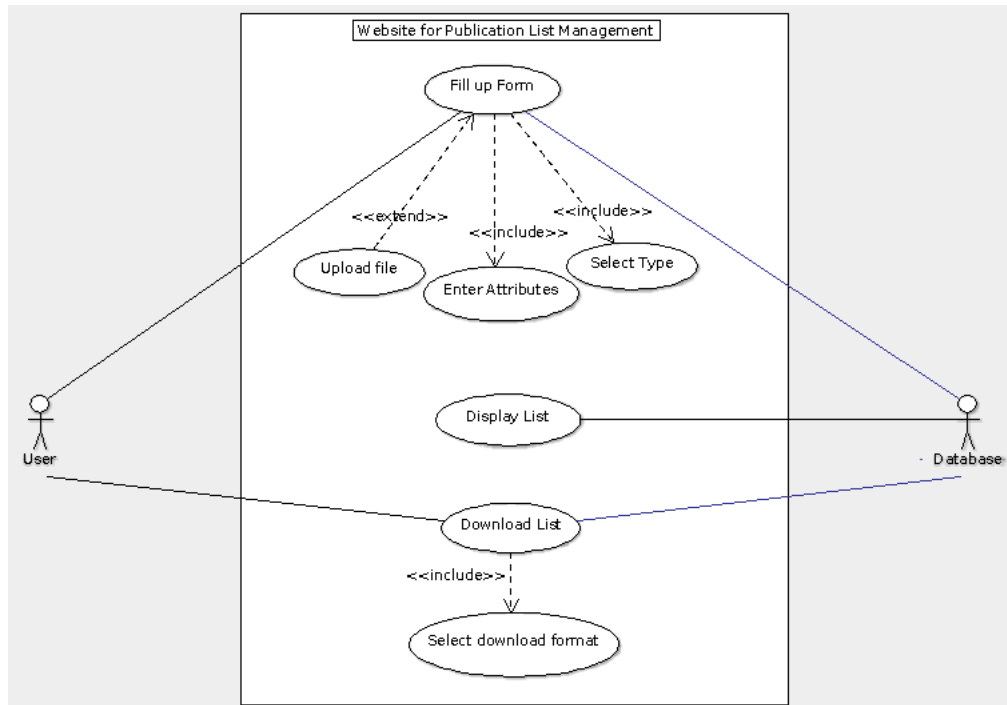 Website for Publication List Management
Fill up Form
<<extend>>
<<include>>
<<include>>
Upload file
Enter Attributes
Select Type
Display List
User
Database
Download List
<<include>>
Select download format